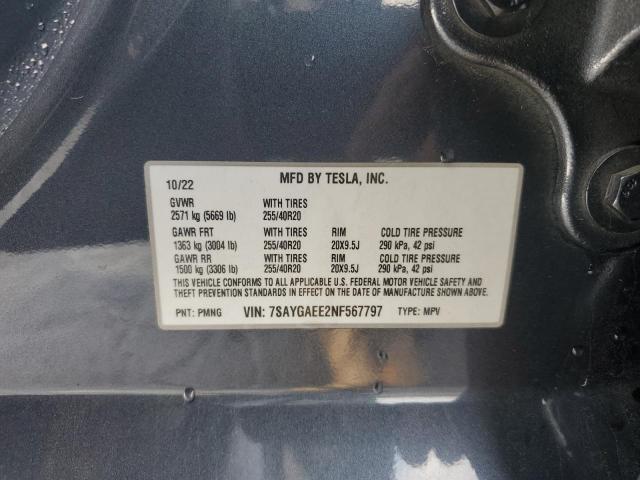 10/22 MFD BY TESLA, INC.
GVWR WITH TIRES
2571 kg (5669 lb) 255/40R20
GAWR FRT WITH TIRES RIM COLD TIRE PRESSURE
1363 kg (3004 lb) 255/40R20 20X9.5J 290 kPa, 42 psi
GAWR RR WITH TIRES RIM COLD TIRE PRESSURE
1500 kg (3306 lb) 255/40R20 20X9.5J 290 kPa, 42 psi
THIS VEHICLE CONFORMS TO ALL APPLICABLE U.S. FEDERAL MOTOR VEHICLE SAFETY AND
THEFT PREVENTION STANDARDS IN EFFECT ON THE DATE OF MANUFACTURE SHOWN ABOVE.
PNT: PMNG VIN: 7SAYGAEE2NF567797 TYPE: MPV